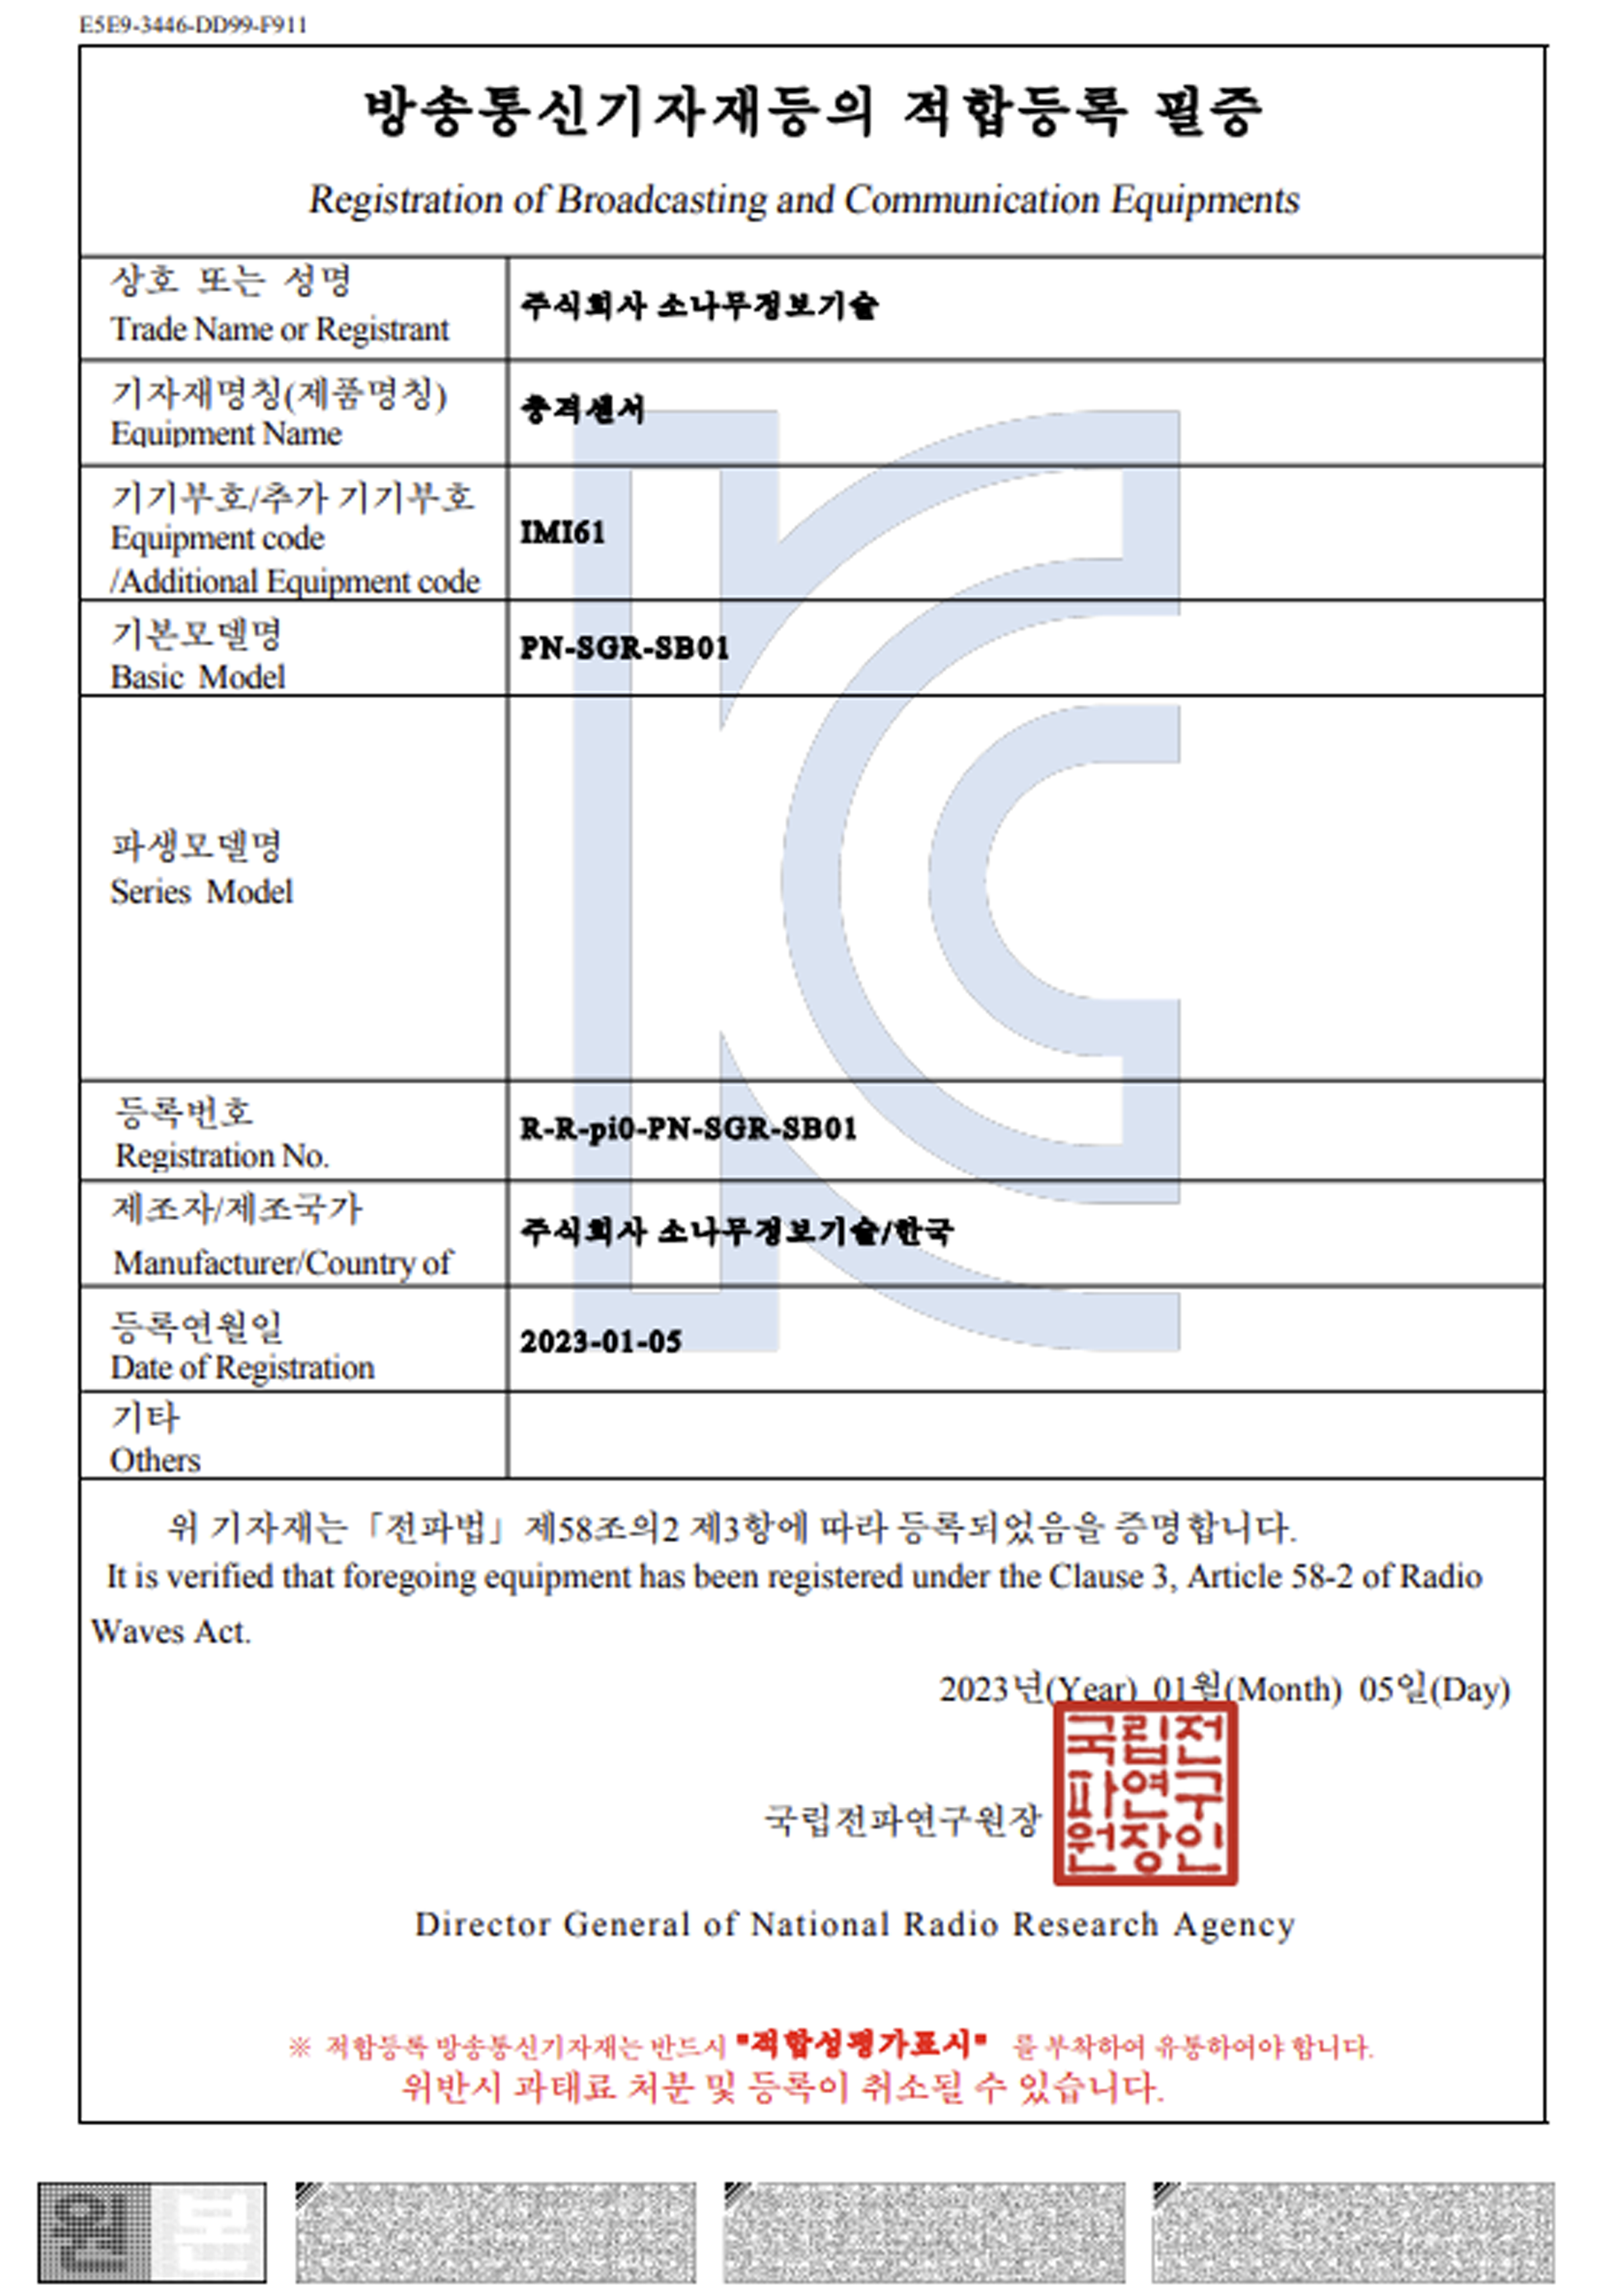 E5E9-3446-DD99-F911
방송통신기자재등의 적합등록 필증
Registration of Broadcasting and Communication Equipments
상호 또는 성명
Trade Name or Registrant
주식회사 소나무정보기술
기자재명칭(제품명칭)
Equipment Name
충격센서
기기부호/추가 기기부호
Equipment code
/Additional Equipment code
IMI61
기본모델명
Basic Model
PN-SGR-SB01
파생모델명
Series Model
등록번호
Registration No.
R-R-pi0-PN-SGR-SB01
제조자/제조국가
Manufacturer/Country of
주식회사 소나무정보기술/한국
등록연월일
Date of Registration
2023-01-05
기타
Others
위 기자재는「전파법」제58조의2 제3항에 따라 등록되었음을 증명합니다.
It is verified that foregoing equipment has been registered under the Clause 3, Article 58-2 of Radio
Waves Act.
2023년(Year) 01월(Month) 05일(Day)
국립전파연구원장
국립전
파연구
원장인
Director General of National Radio Research Agency
※ 적합등록 방송통신기자재는 반드시 "적합성평가표시" 를 부착하여 유통하여야 합니다.
위반시 과태료 처분 및 등록이 취소될 수 있습니다.
원본